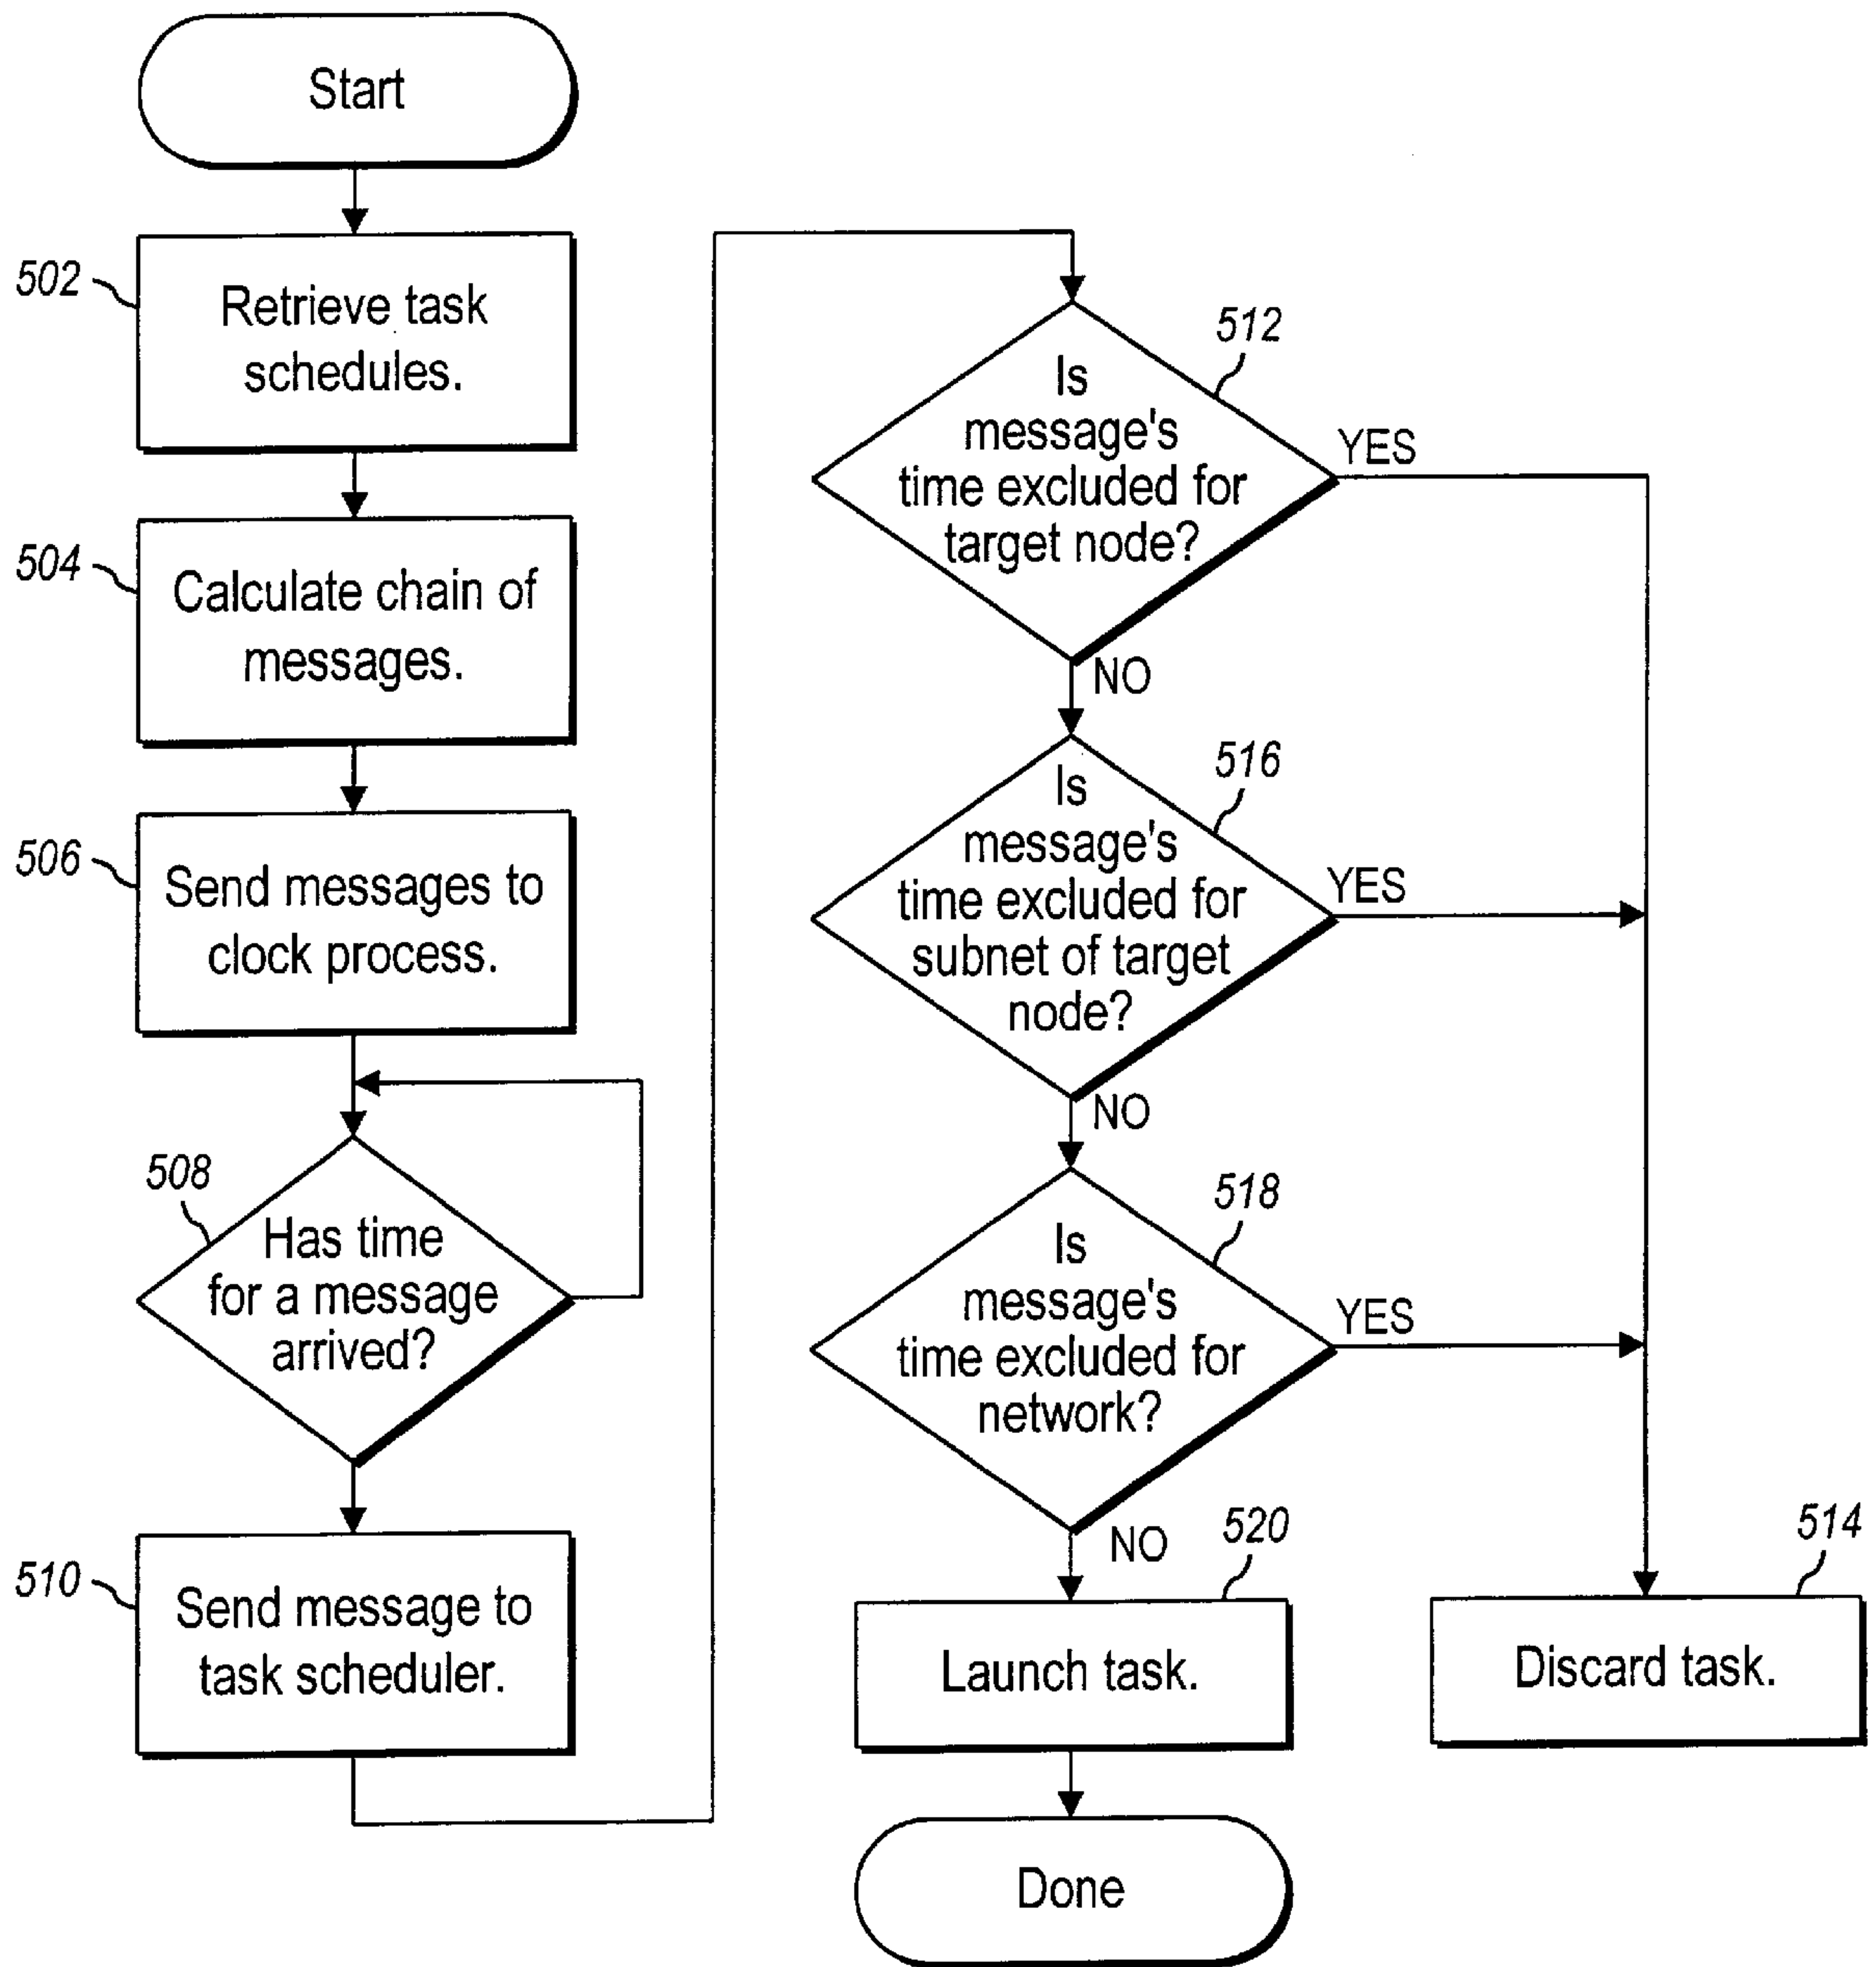 Start
502
Retrieve task
schedules.
504
Calculate chain of
messages.
506
Send messages to
clock process.
508
Has time
for a message
arrived?
510
Send message to
task scheduler.
512
Is
message's
time excluded for
target node?
YES
NO
516
Is
message's
time excluded for
subnet of target
node?
YES
NO
518
Is
message's
time excluded for
network?
YES
NO
520
Launch task.
514
Discard task.
Done